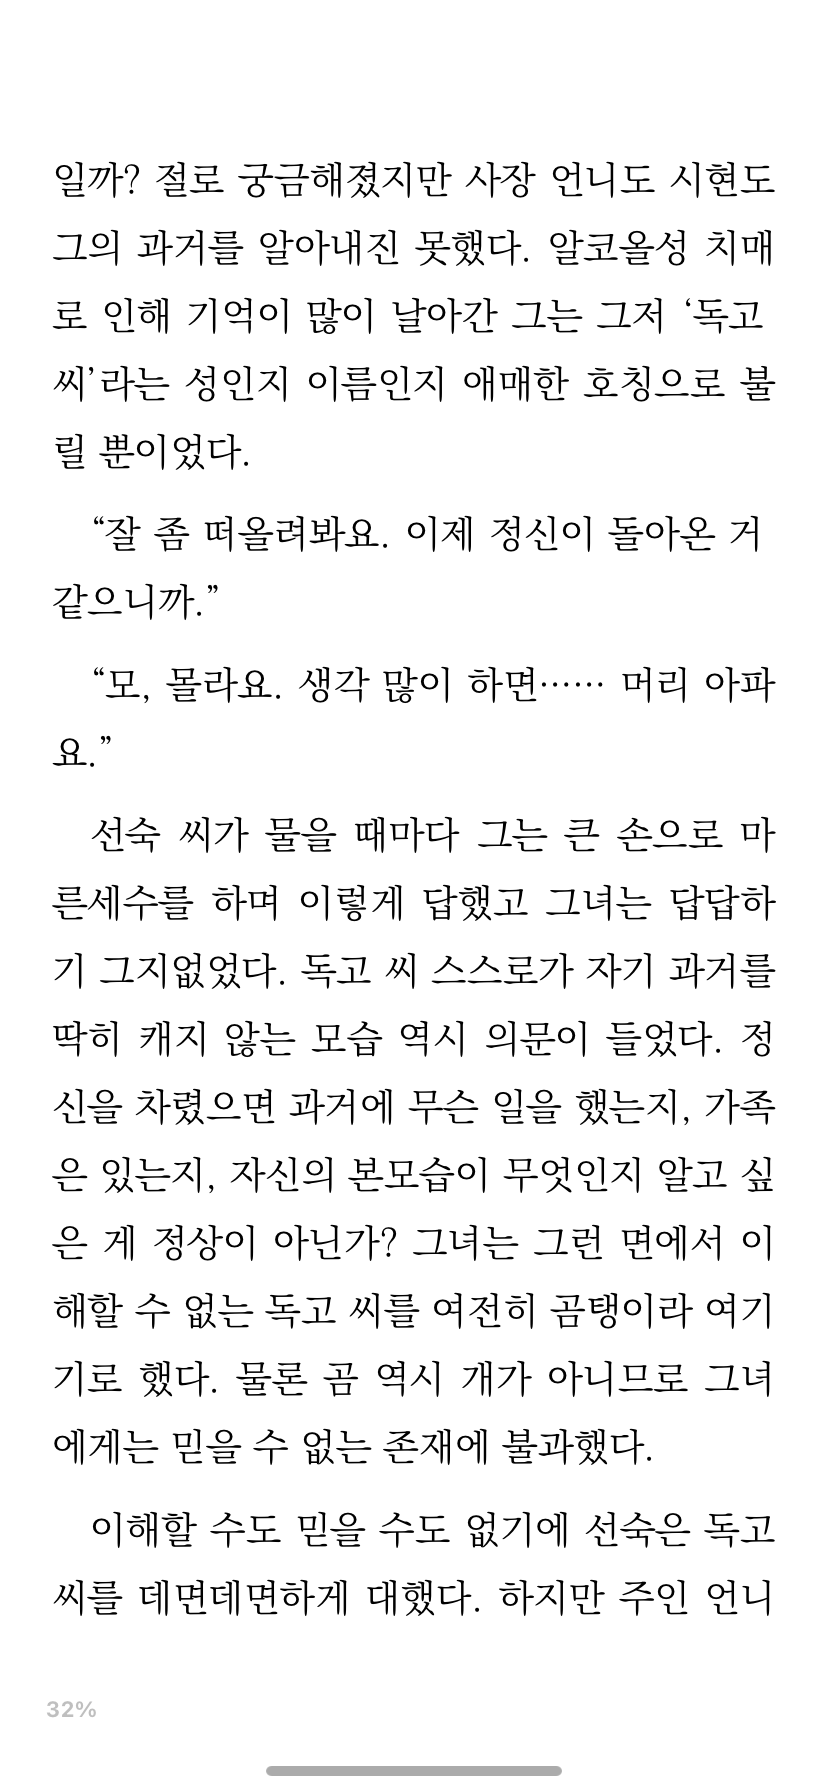 일까? 절로 궁금해졌지만 사장 언니도 시현도
그의 과거를 알아내진 못했다. 알코올성 치매
로 인해 기억이 많이 날아간 그는 그저 ‘독고
씨’라는 성인지 이름인지 애매한 호칭으로 불
릴 뿐이었다.
“잘 좀 떠올려봐요. 이제 정신이 돌아온 거
같으니까.”
“모, 몰라요. 생각 많이 하면…… 머리 아파
요.”
선숙 씨가 물을 때마다 그는 큰 손으로 마
른세수를 하며 이렇게 답했고 그녀는 답답하
기 그지없었다. 독고 씨 스스로가 자기 과거를
딱히 캐지 않는 모습 역시 의문이 들었다. 정
신을 차렸으면 과거에 무슨 일을 했는지, 가족
은 있는지, 자신의 본모습이 무엇인지 알고 싶
은 게 정상이 아닌가? 그녀는 그런 면에서 이
해할 수 없는 독고 씨를 여전히 곰탱이라 여기
기로 했다. 물론 곰 역시 개가 아니므로 그녀
에게는 믿을 수 없는 존재에 불과했다.
이해할 수도 믿을 수도 없기에 선숙은 독고
씨를 데면데면하게 대했다. 하지만 주인 언니
32%